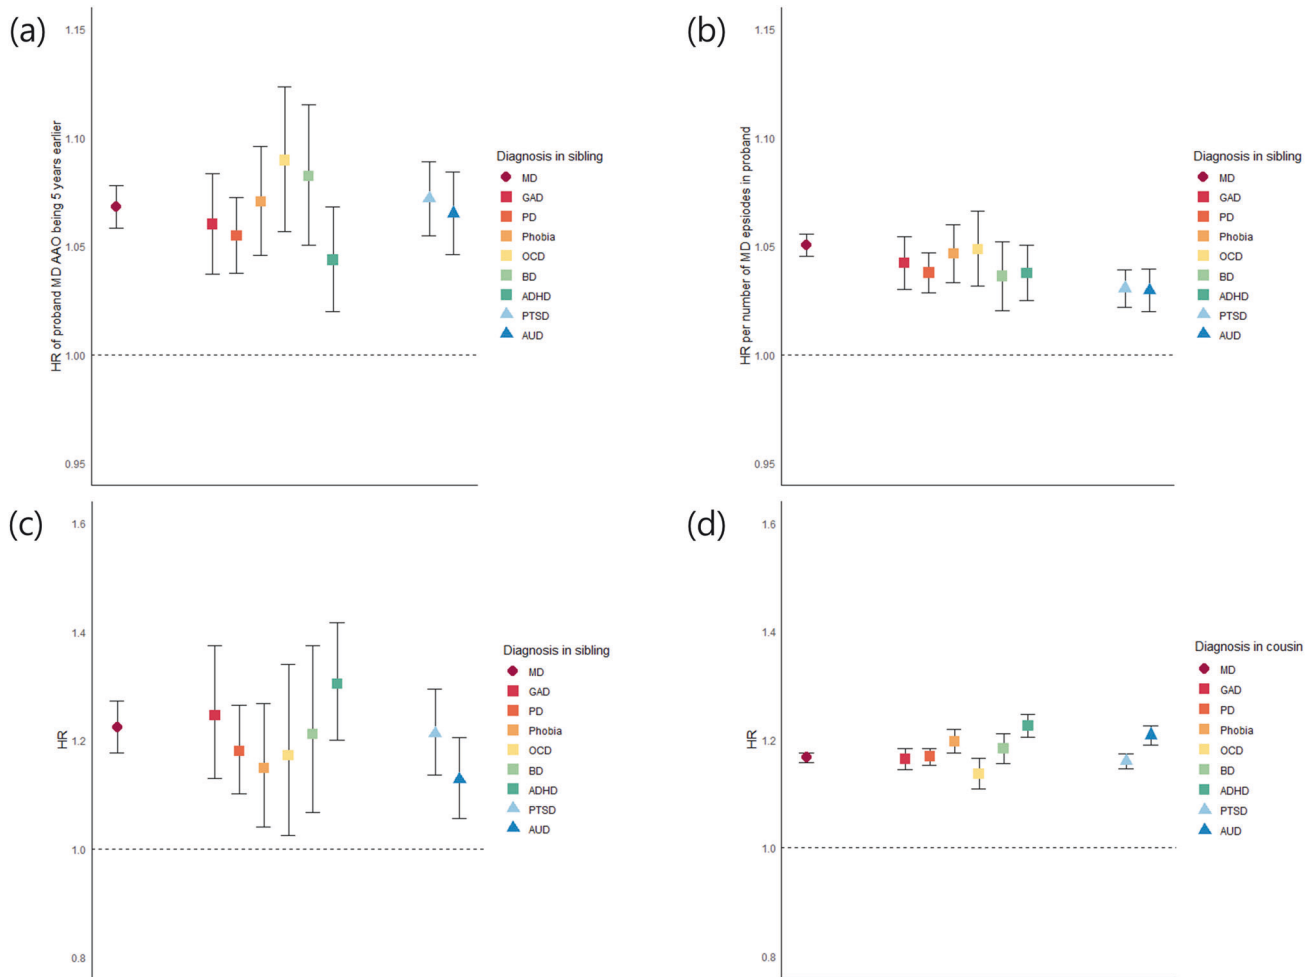 (a)
HR of proband MD AAO being 5 years earlier
1.15
1.10
1.05
1.00
0.95
Diagnosis in sibling
MD
GAD
PD
Phobia
OCD
BD
ADHD
PTSD
AUD
(b)
HR per number of MD epsiodes in proband
1.15
1.10
1.05
1.00
0.95
Diagnosis in sibling
MD
GAD
PD
Phobia
OCD
BD
ADHD
PTSD
AUD
(c)
HR
1.6
1.4
1.2
1.0
0.8
Diagnosis in sibling
MD
GAD
PD
Phobia
OCD
BD
ADHD
PTSD
AUD
(d)
HR
1.6
1.4
1.2
1.0
0.8
Diagnosis in cousin
MD
GAD
PD
Phobia
OCD
BD
ADHD
PTSD
AUD